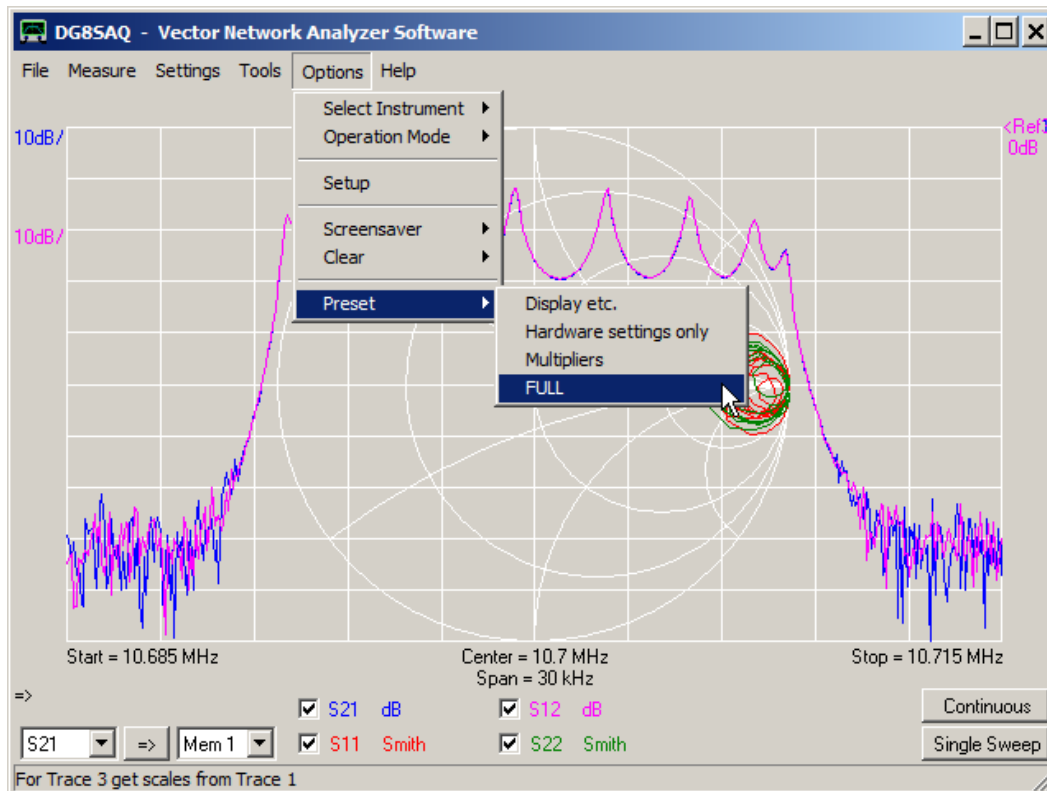 DG8SAQ - Vector Network Analyzer Software
File Measure Settings Tools Options Help
Select Instrument
Operation Mode
Setup
Screensaver
Clear
Preset
Display etc.
Hardware settings only
Multipliers
FULL
10dB/
10dB/
<Ref1
0dB
Start = 10.685 MHz
Center = 10.7 MHz
Stop = 10.715 MHz
Span = 30 kHz
=>
S21 dB
S12 dB
Continuous
S21
=>
Mem 1
S11 Smith
S22 Smith
Single Sweep
For Trace 3 get scales from Trace 1